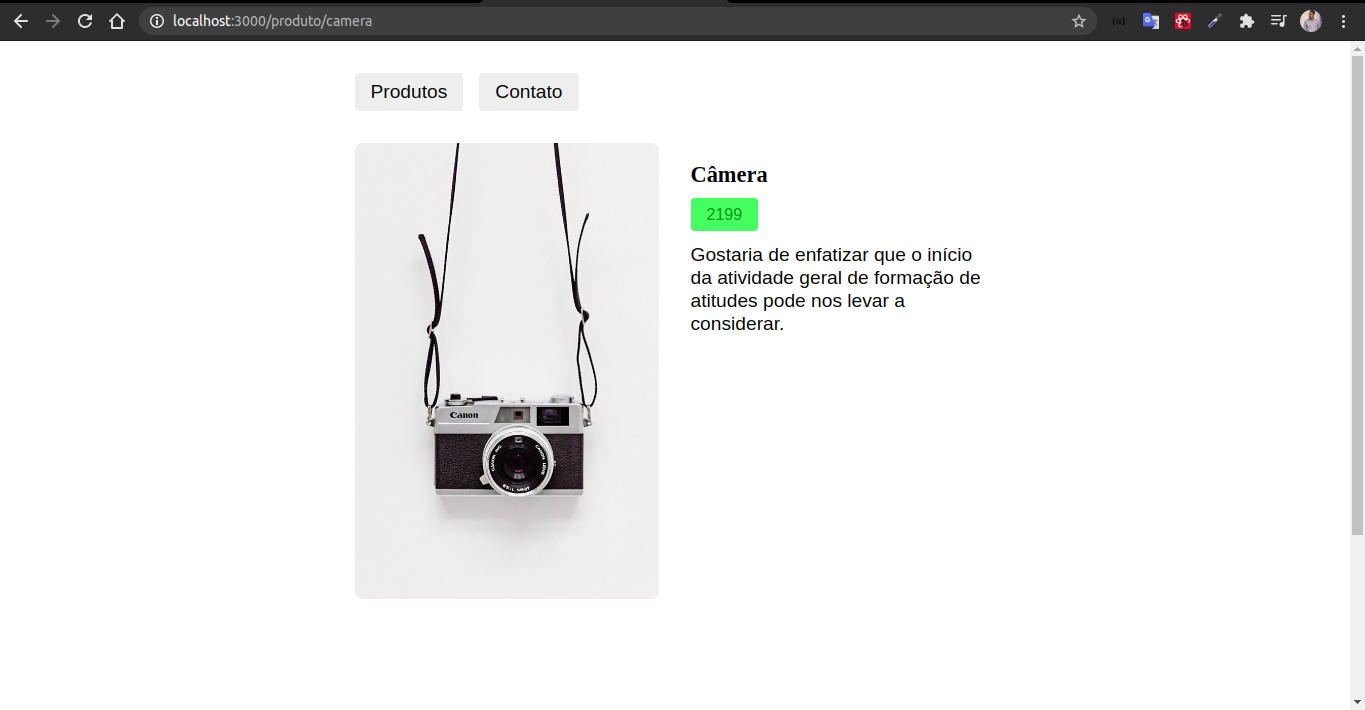 localhost:3000/produto/camera
Produtos
Contato
Câmera
2199
Gostaria de enfatizar que o início
da atividade geral de formação de
atitudes pode nos levar a
considerar.
Canon